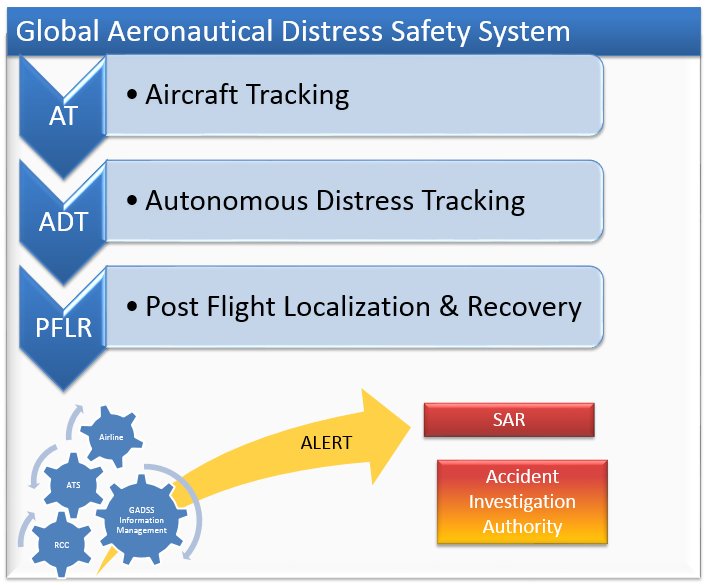 Global Aeronautical Distress Safety System
AT
• Aircraft Tracking
ADT
• Autonomous Distress Tracking
PFLR
• Post Flight Localization & Recovery
Airline
ATS
GADSS
Information
Management
RCC
ALERT
SAR
Accident
Investigation
Authority